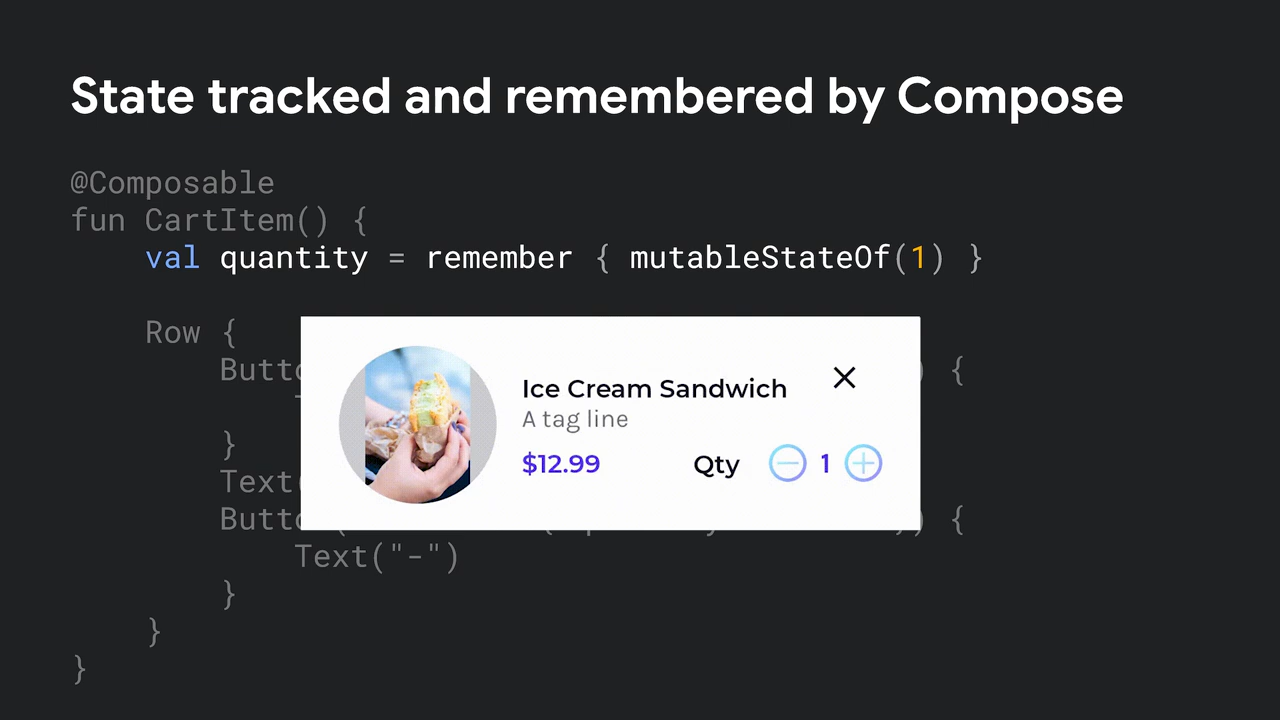 State tracked and remembered by Compose
@Composable
fun CartItem() {
val quantity = remember { mutableStateOf(1) }
Row {
{
}
Text(
{
Text("-")
}
}
}
Ice Cream Sandwich
A tag line
$12.99 Qty 1